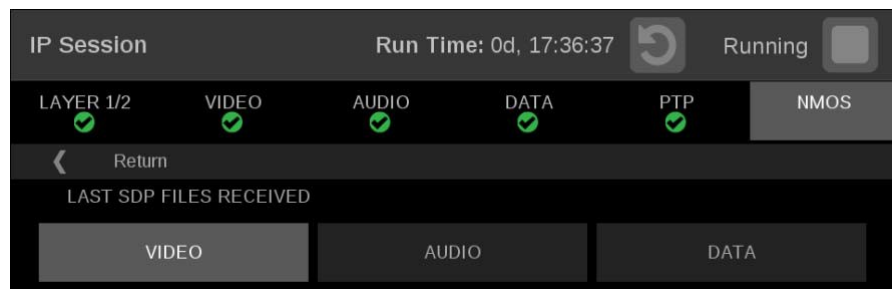 IP Session Run Time: 0d, 17:36:37 Running
LAYER 1/2 VIDEO AUDIO DATA PTP NMOS
Return
LAST SDP FILES RECEIVED
VIDEO AUDIO DATA